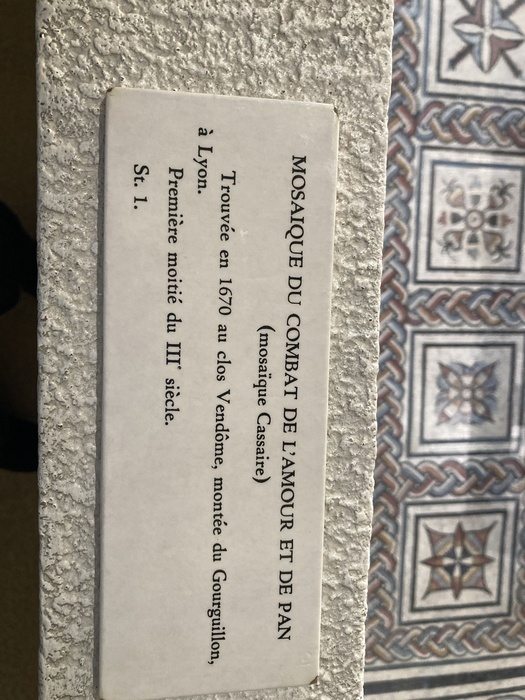 MOSAIQUE DU COMBAT DE L'AMOUR ET DE PAN
(mosaïque Cassaire)
Trouvée en 1670 au clos Vendôme, montée du Gourguillon,
à Lyon.
Première moitié du IIIᵉ siècle.
St. 1.